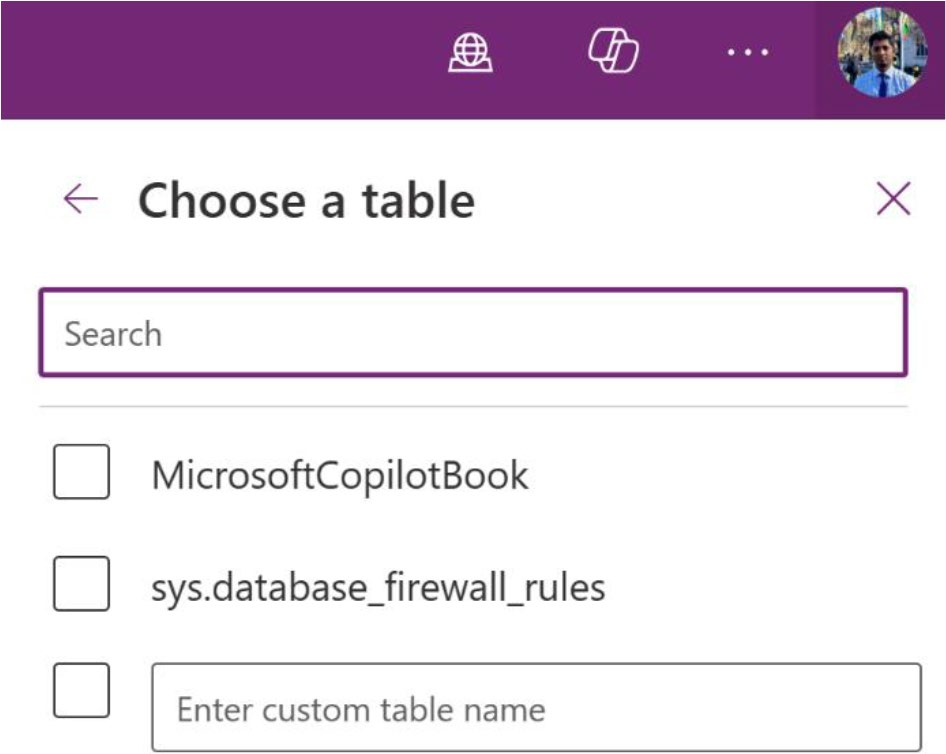 Choose a table
Search
MicrosoftCopilotBook
sys.database_firewall_rules
Enter custom table name